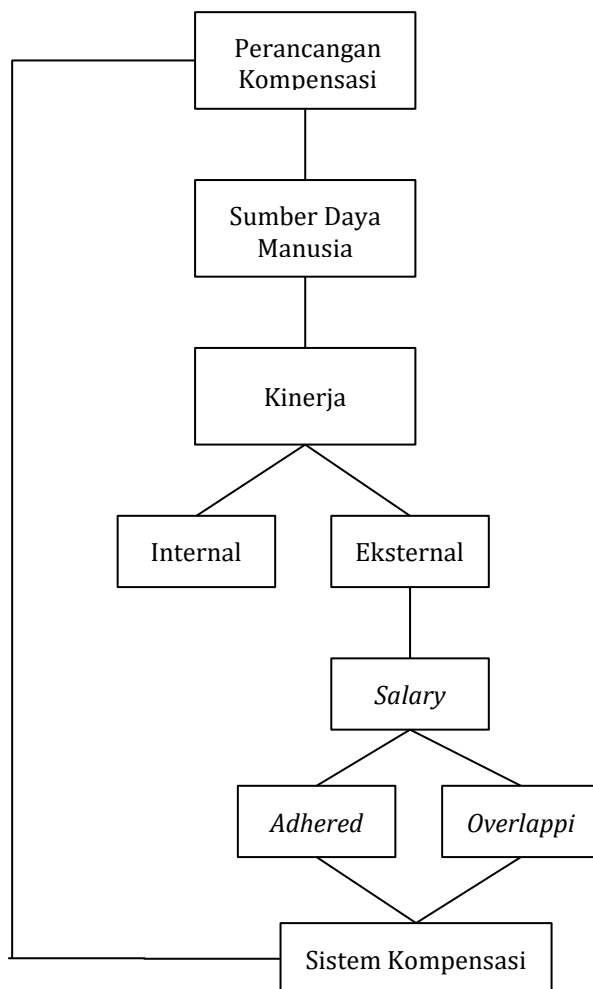 Perancangan
Kompensasi
Sumber Daya
Manusia
Kinerja
Internal
Eksternal
Salary
Adhered
Overlappi
Sistem Kompensasi